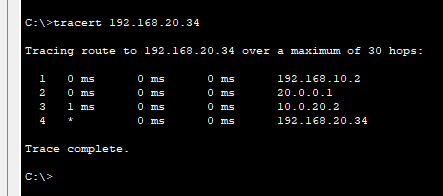 C:\>tracert 192.168.20.34
Tracing route to 192.168.20.34 over a maximum of 30 hops:
1 0 ms 0 ms 0 ms 192.168.10.2
2 0 ms 0 ms 0 ms 20.0.0.1
3 1 ms 0 ms 0 ms 10.0.20.2
4 * 0 ms 0 ms 192.168.20.34
Trace complete.
C:\>